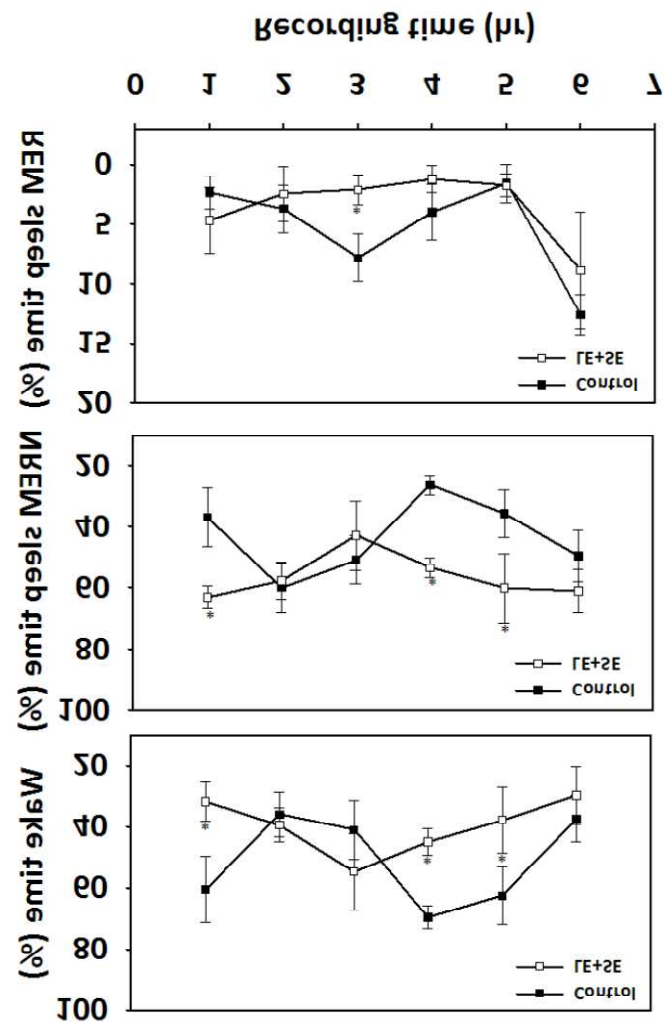 Wake time (%)
100
80
60
40
20
Control
LE+SE
NREM sleep time (%)
100
80
60
40
20
Control
LE+SE
REM sleep time (%)
20
15
10
5
0
Control
LE+SE
*
*
*
*
*
*
*
0 1 2 3 4 5 6 7
Recording time (hr)